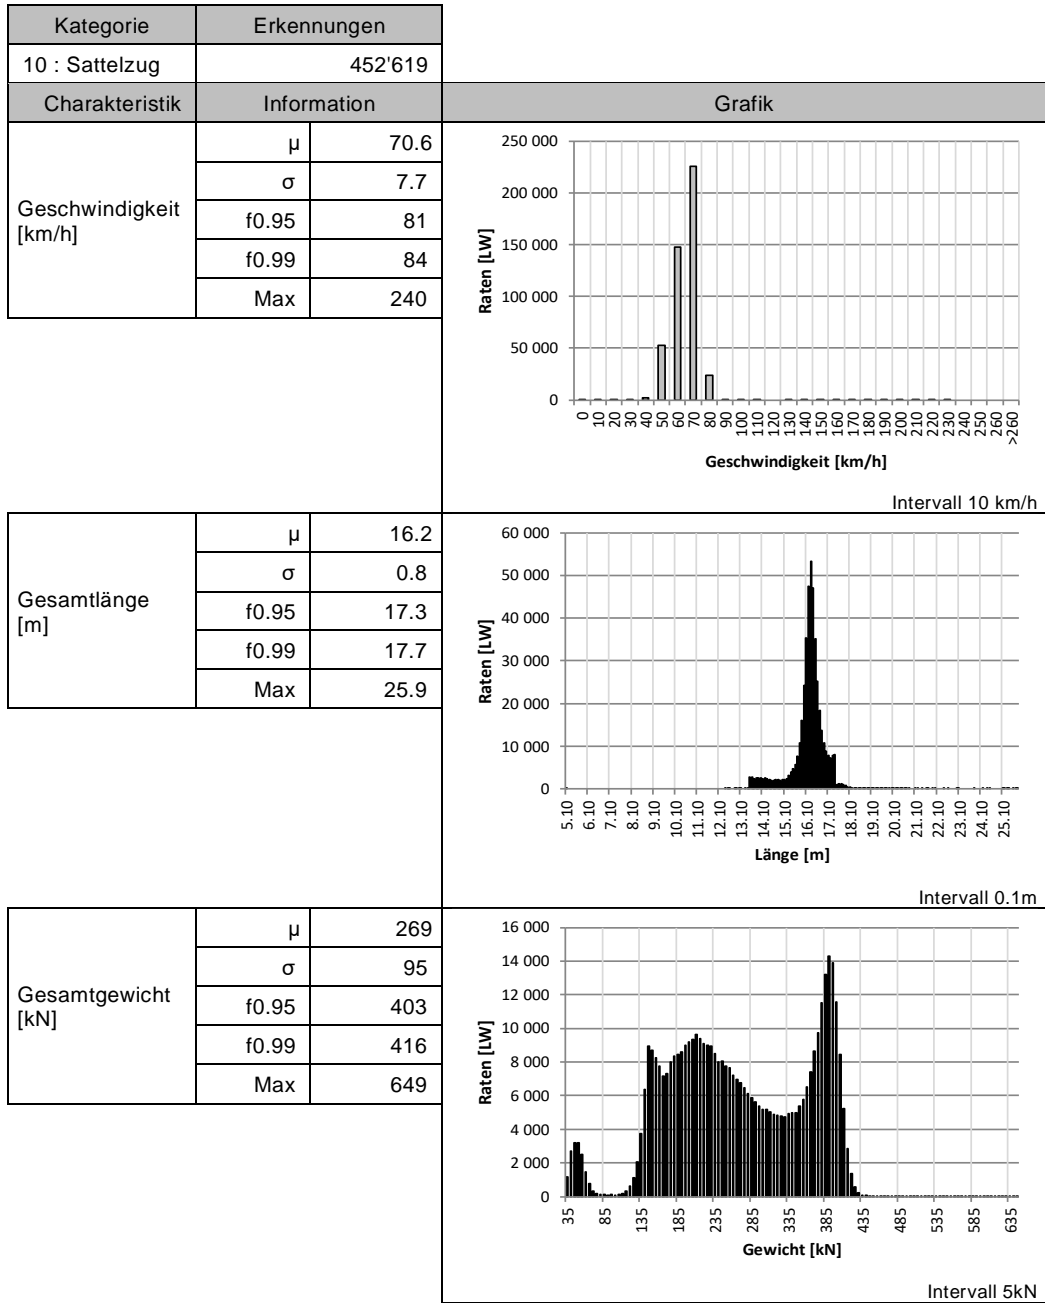 Kategorie Erkennungen
10 : Sattelzug 452'619
Charakteristik Information Grafik
Geschwindigkeit
[km/h]
µ 70.6
σ 7.7
f0.95 81
f0.99 84
Max 240
250 000
200 000
150 000
100 000
50 000
0
Raten [LW]
0 10 20 30 40 50 60 70 80 90 100 110 120 130 140 150 160 170 180 190 200 210 220 230 240 250 260 >260
Geschwindigkeit [km/h]
Intervall 10 km/h
Gesamtlänge
[m]
µ 16.2
σ 0.8
f0.95 17.3
f0.99 17.7
Max 25.9
60 000
50 000
40 000
30 000
20 000
10 000
0
Raten [LW]
5.10 6.10 7.10 8.10 9.10 10.10 11.10 12.10 13.10 14.10 15.10 16.10 17.10 18.10 19.10 20.10 21.10 22.10 23.10 24.10 25.10
Länge [m]
Intervall 0.1m
Gesamtgewicht
[kN]
µ 269
σ 95
f0.95 403
f0.99 416
Max 649
16 000
14 000
12 000
10 000
8 000
6 000
4 000
2 000
0
Raten [LW]
35 85 135 185 235 285 335 385 435 485 535 585 635
Gewicht [kN]
Intervall 5kN